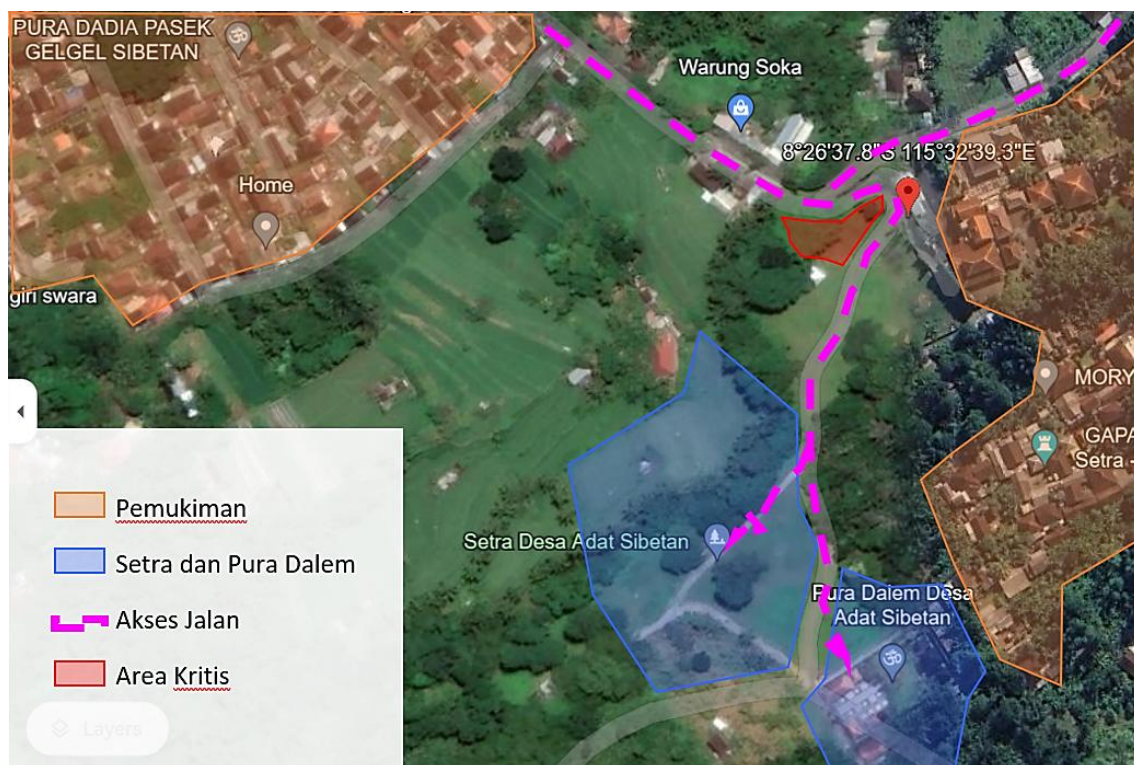 PURA DADIA PASEK
GELGEL SIBETAN
Warung Soka
8°26'37.8"S 115°32'39.3"E
Home
giri swara
MORY
GAPA
Setra -
Setra Desa Adat Sibetan
Pura Dalem Desa
Adat Sibetan
Pemukiman
Setra dan Pura Dalem
Akses Jalan
Area Kritis
Layers